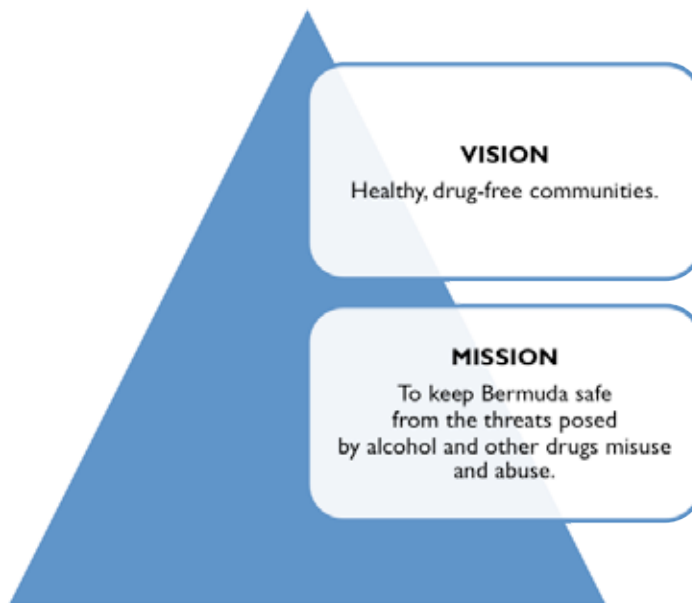 VISION
Healthy, drug-free communities.
MISSION
To keep Bermuda safe
from the threats posed
by alcohol and other drugs misuse
and abuse.